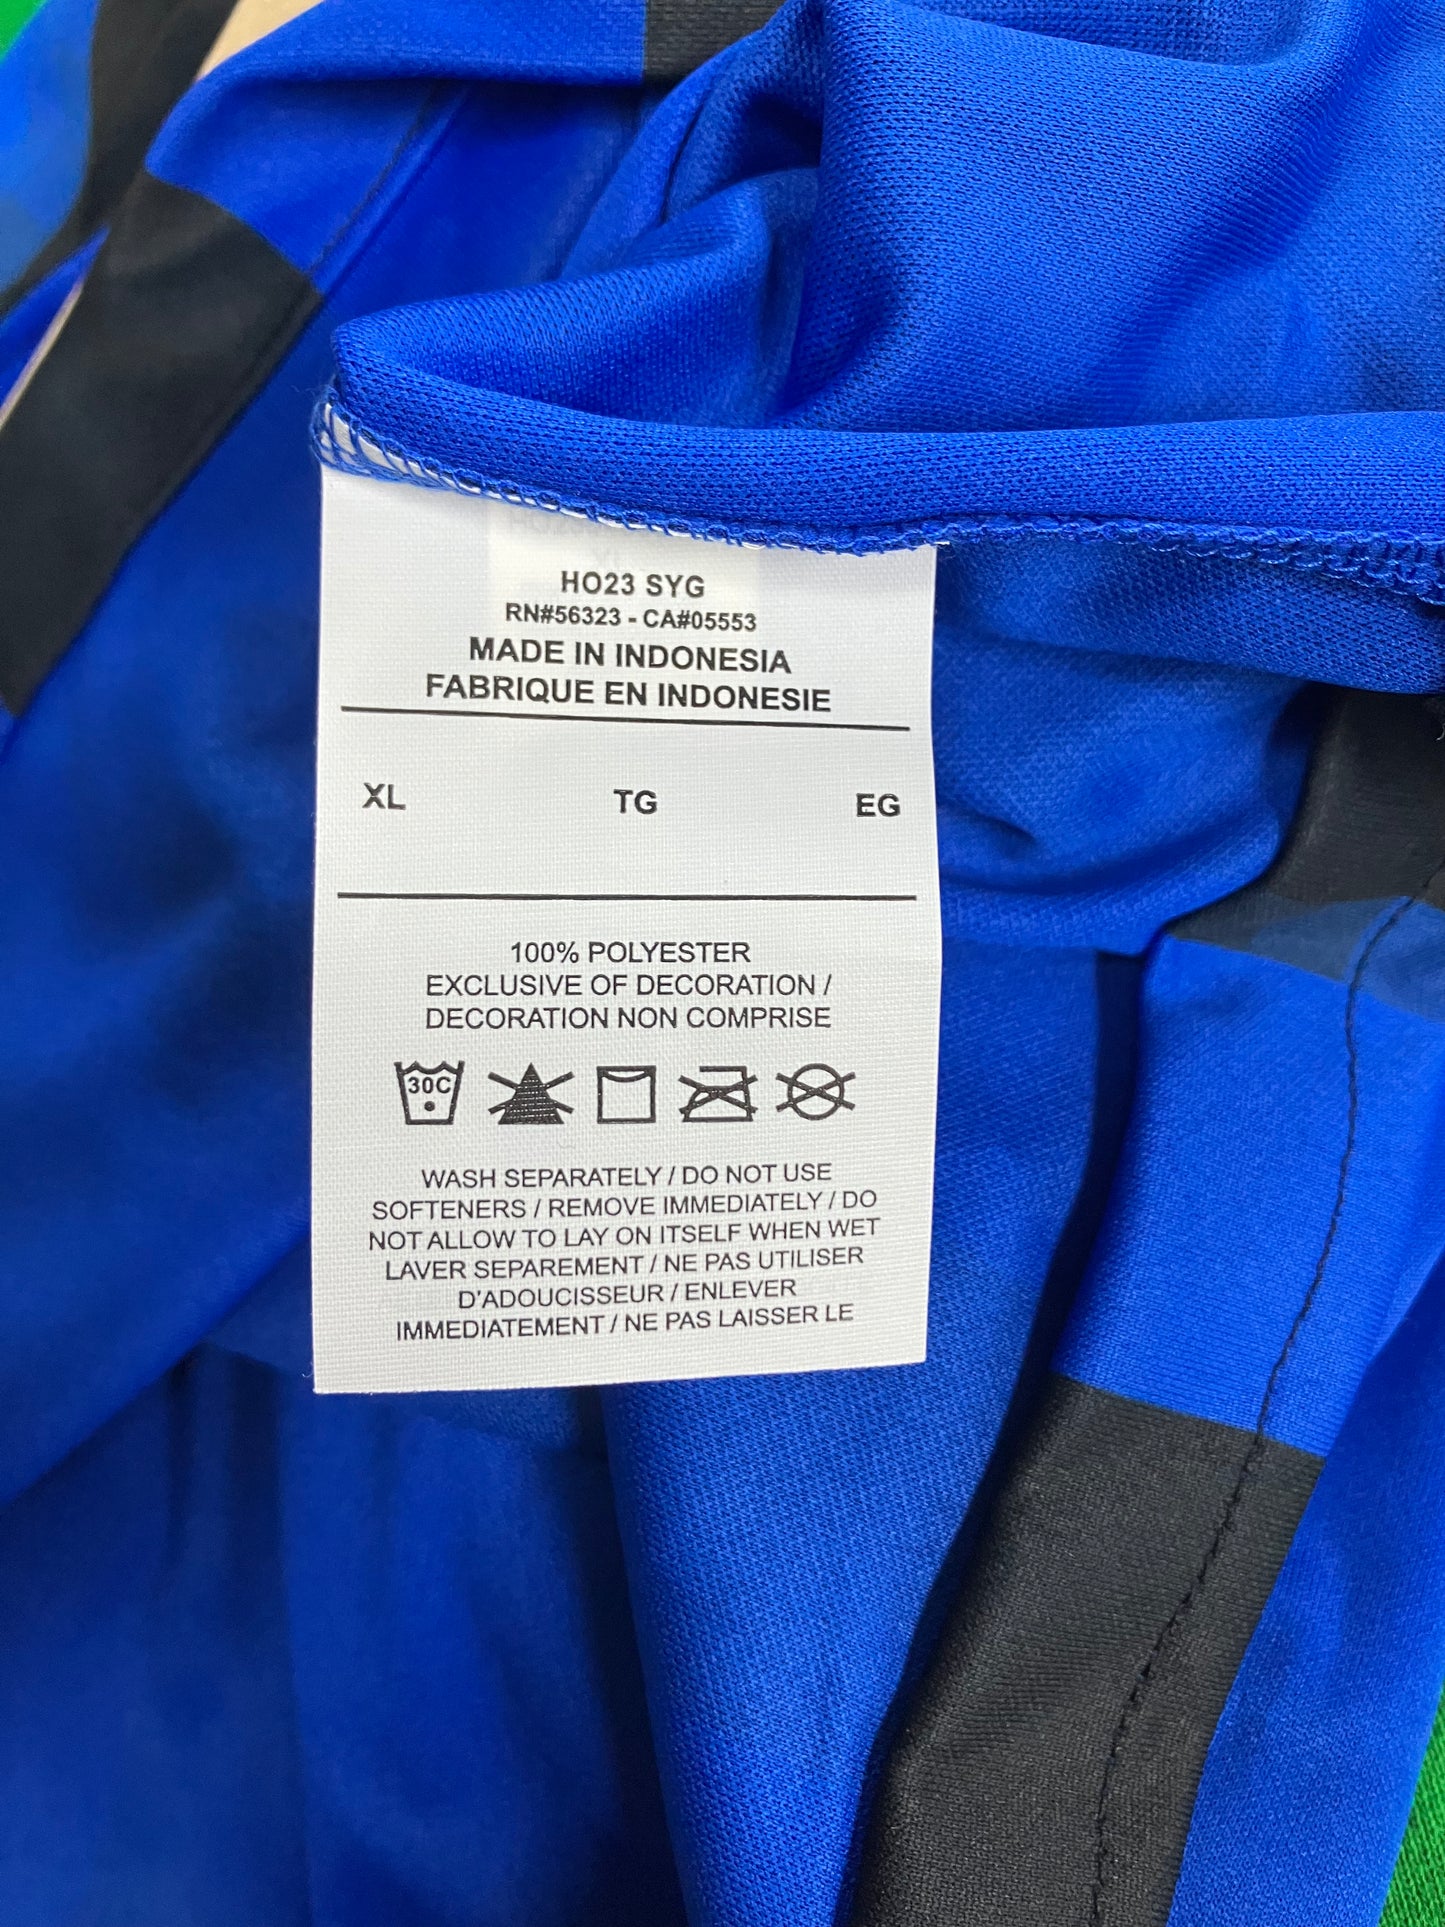 HO23 SYG
RN#56323 - CA#05553
MADE IN INDONESIA
FABRIQUE EN INDONESIE
XL TG EG
100% POLYESTER
EXCLUSIVE OF DECORATION /
DECORATION NON COMPRISE
30C
WASH SEPARATELY / DO NOT USE
SOFTENERS / REMOVE IMMEDIATELY / DO
NOT ALLOW TO LAY ON ITSELF WHEN WET
LAVER SEPAREMENT / NE PAS UTILISER
D'ADOUCISSEUR / ENLEVER
IMMEDIATEMENT / NE PAS LAISSER LE